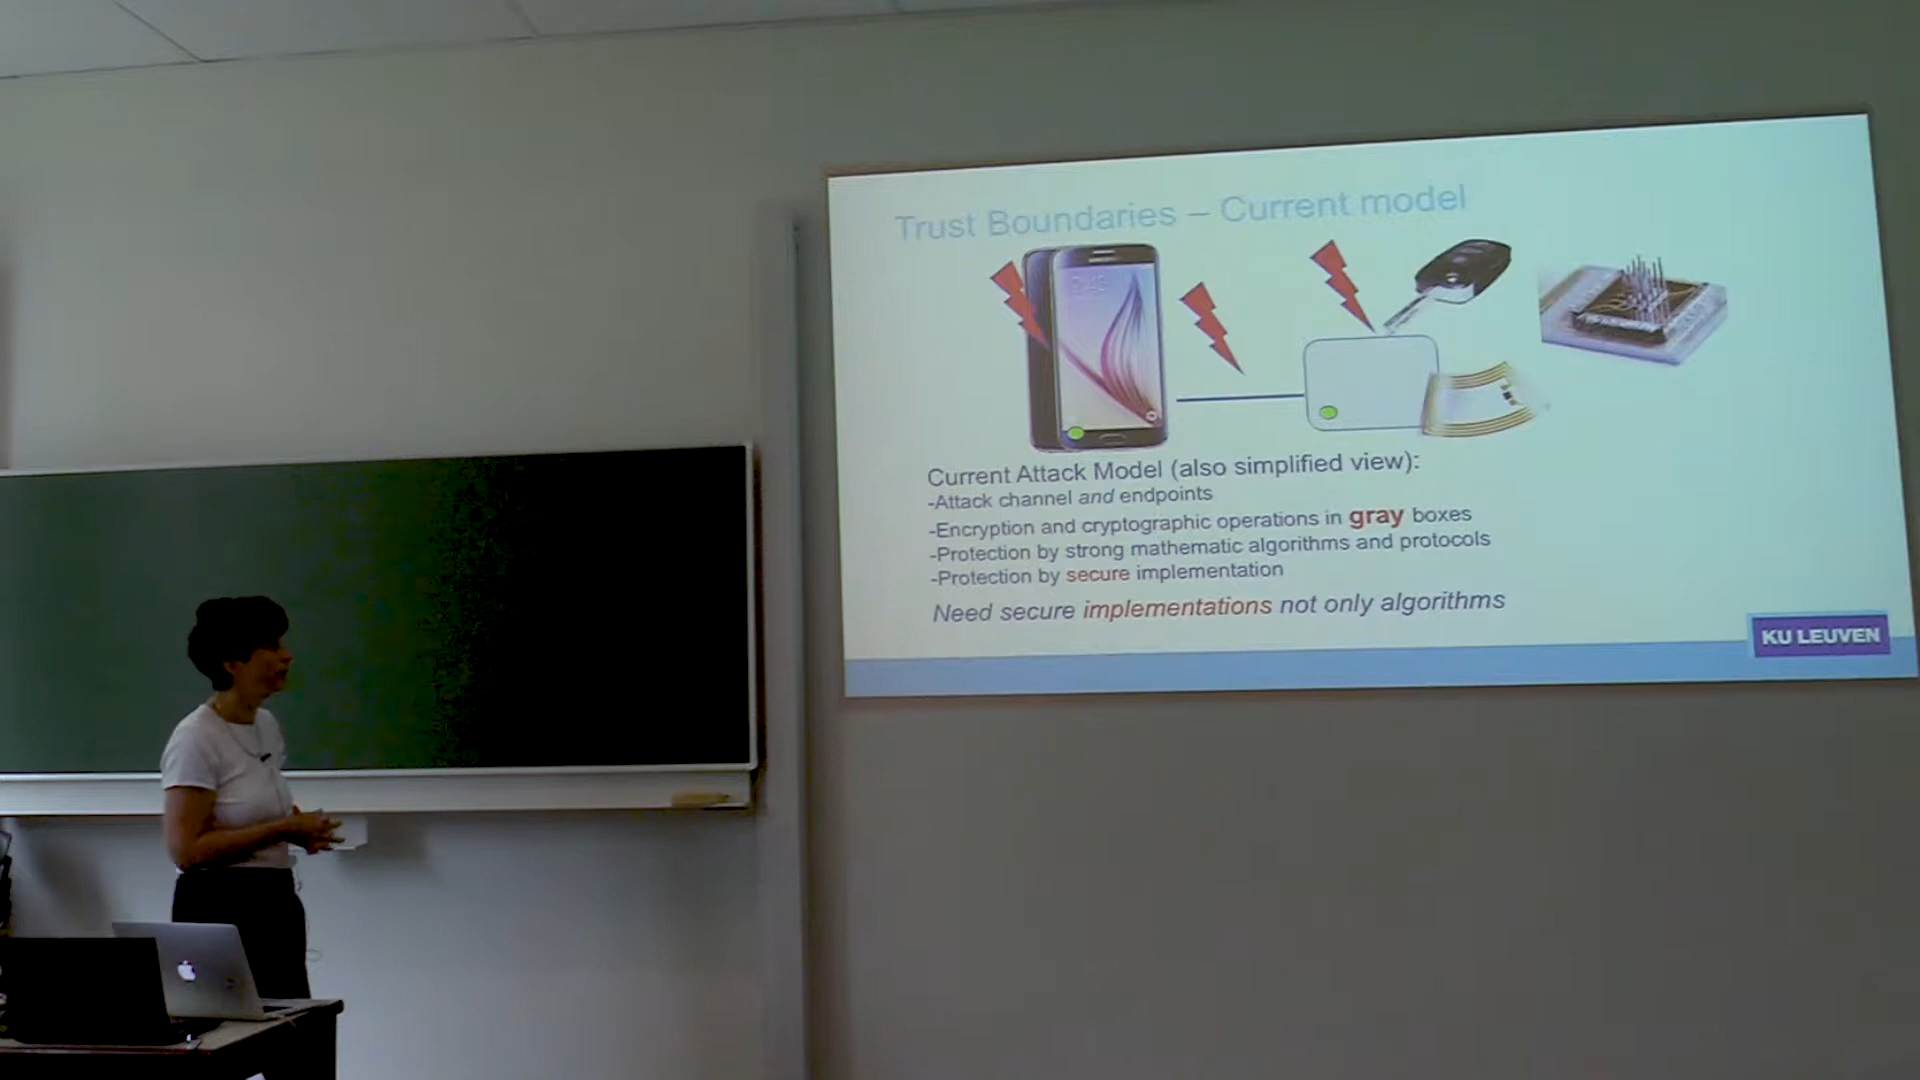 Trust Boundaries – Current model
Current Attack Model (also simplified view):
-Attack channel and endpoints
-Encryption and cryptographic operations in gray boxes
-Protection by strong mathematic algorithms and protocols
-Protection by secure implementation
Need secure implementations not only algorithms
KU LEUVEN